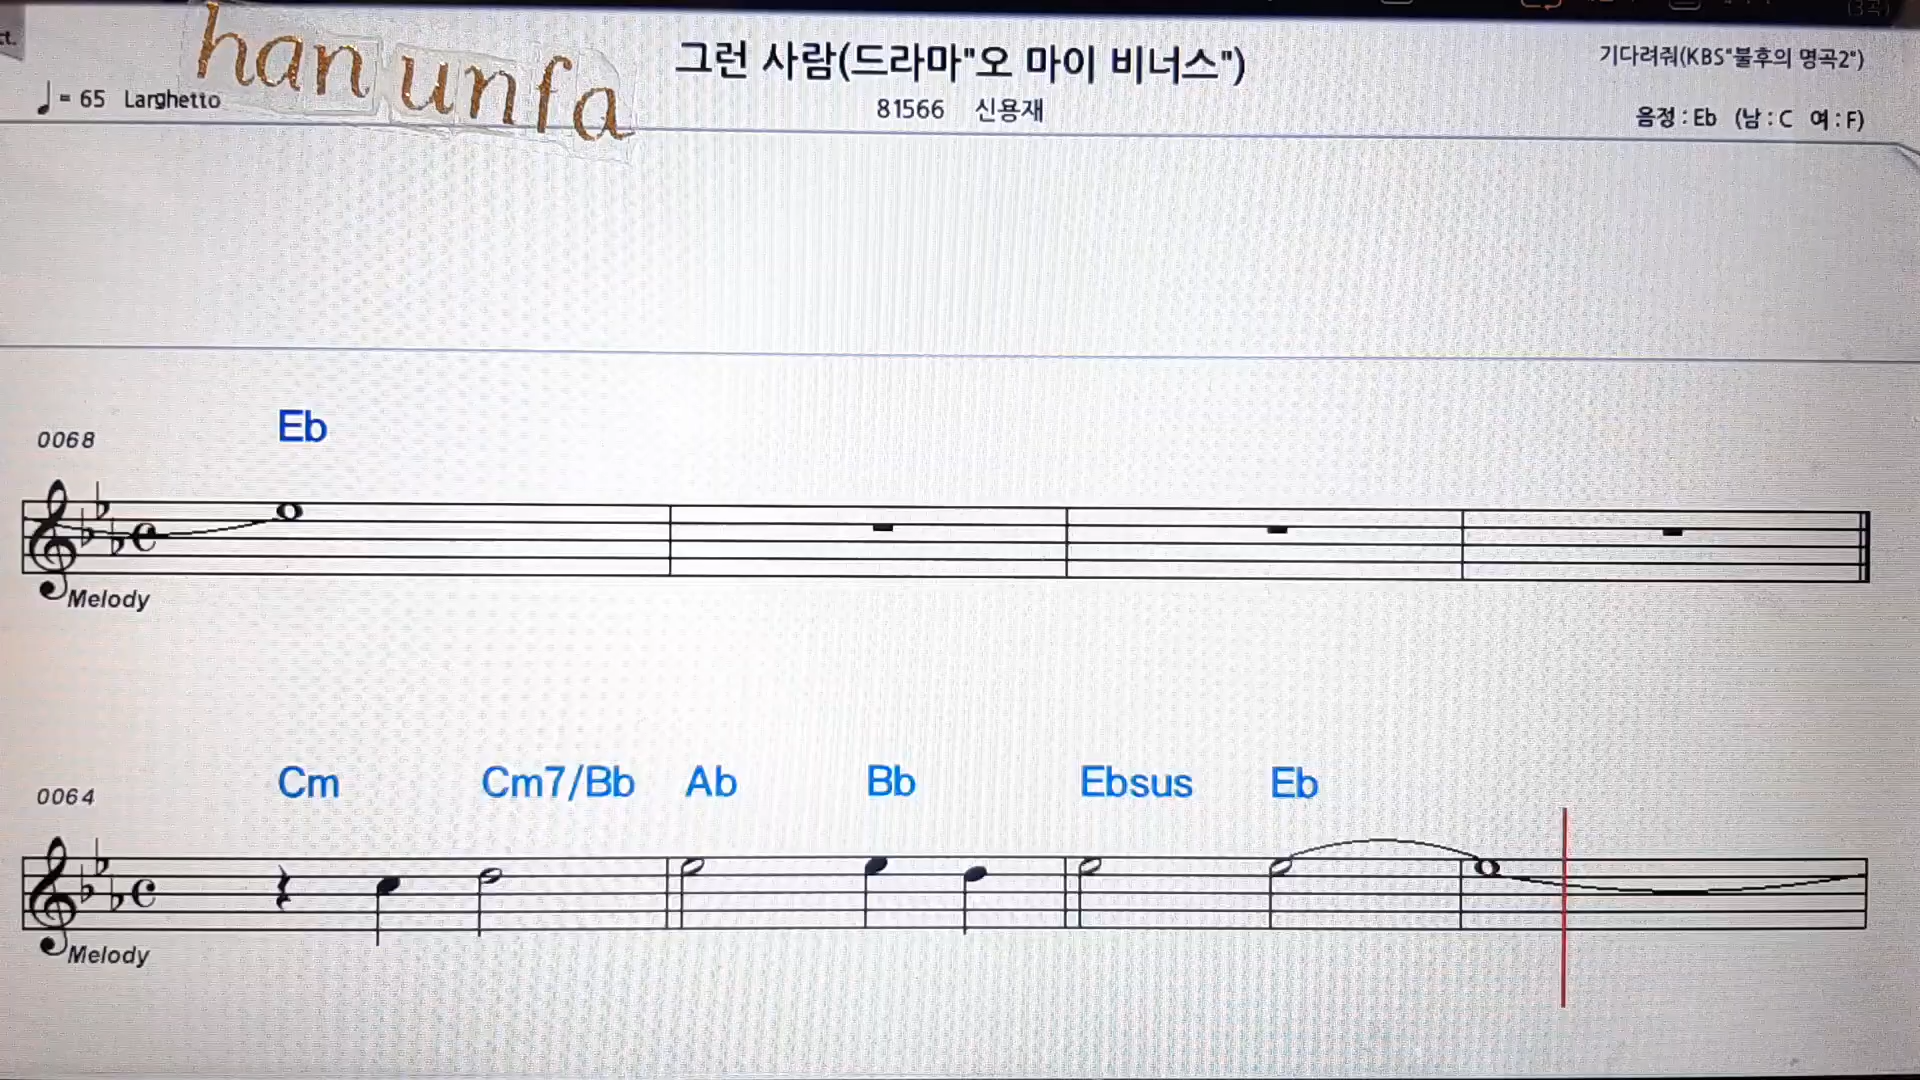 han unfa
그런 사람(드라마"오 마이 비너스")
기다려줘(KBS"불후의 명곡2")
♩= 65 Larghetto
81566 신용재
음정 : Eb (남 : C 여 : F)
0068
Eb
Melody
0064
Cm Cm7/Bb Ab Bb Ebsus Eb
Melody